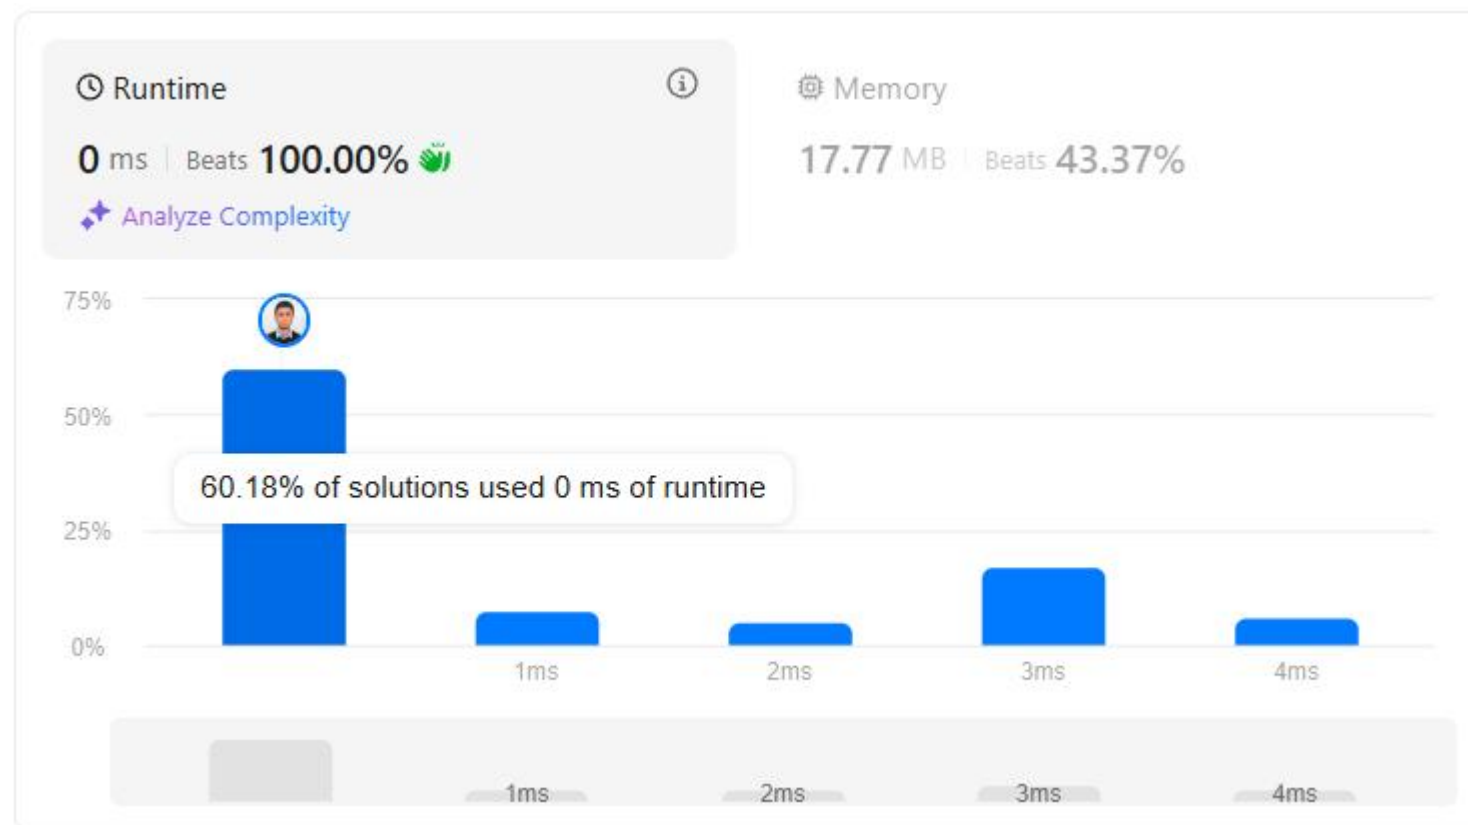 Runtime
0 ms | Beats 100.00%
Analyze Complexity
Memory
17.77 MB | Beats 43.37%
75%
50%
25%
0%
60.18% of solutions used 0 ms of runtime
1ms 2ms 3ms 4ms
1ms 2ms 3ms 4ms